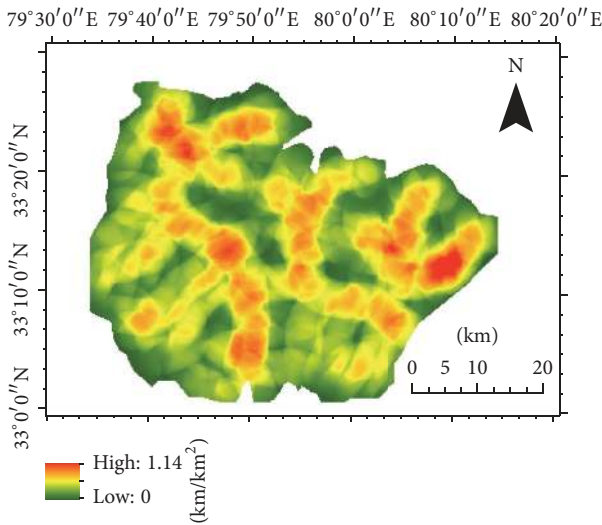 79°30′0″E 79°40′0″E 79°50′0″E 80°0′0″E 80°10′0″E 80°20′0″E
N
33°20′0″N
33°10′0″N
33°0′0″N
(km)
0 5 10 20
High: 1.14
Low: 0
(km/km²)